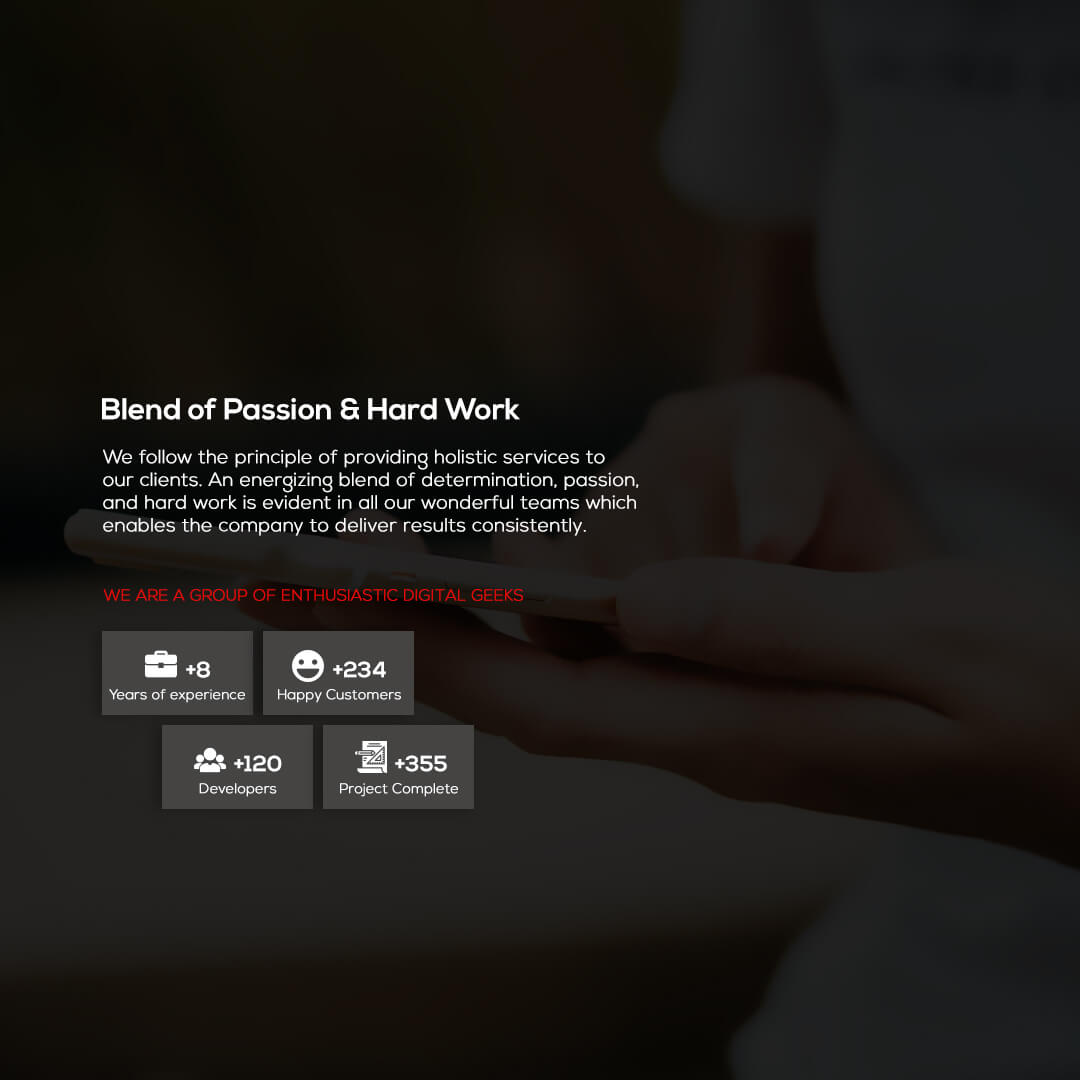 Blend of Passion & Hard Work
We follow the principle of providing holistic services to
our clients. An energizing blend of determination, passion,
and hard work is evident in all our wonderful teams which
enables the company to deliver results consistently.
WE ARE A GROUP OF ENTHUSIASTIC DIGITAL GEEKS
+8
Years of experience
+234
Happy Customers
+120
Developers
+355
Project Complete